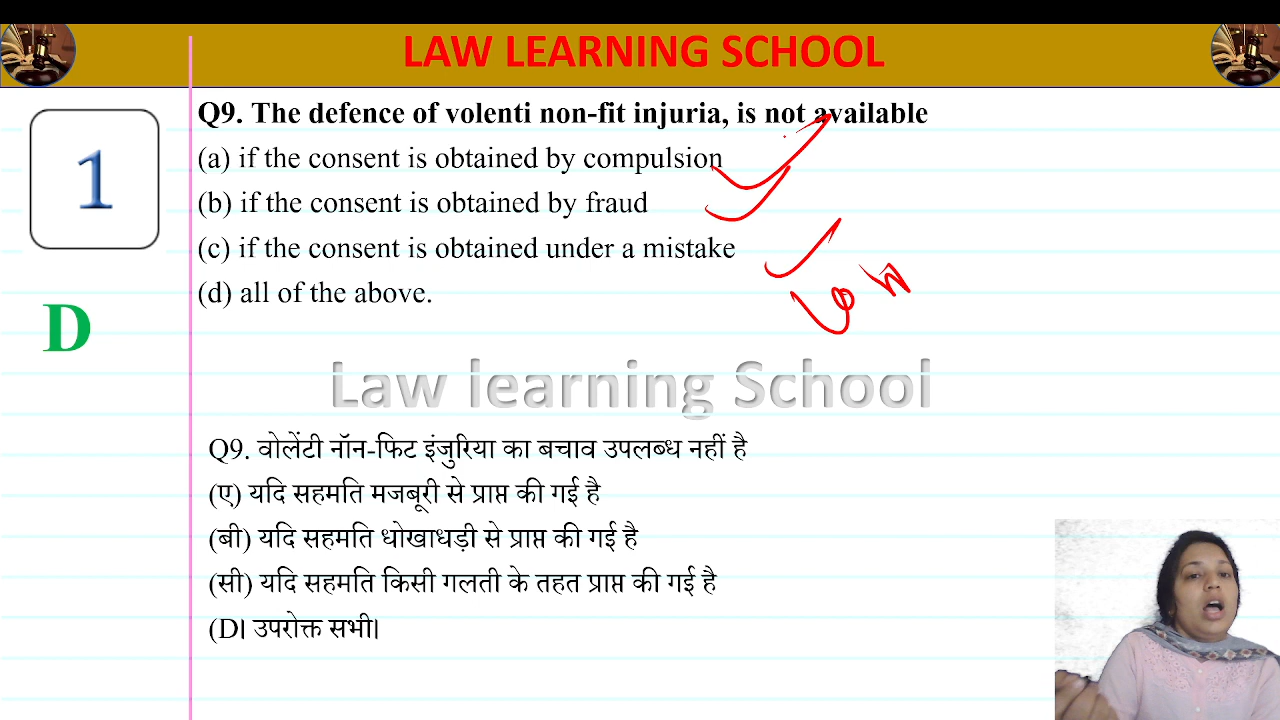 LAW LEARNING SCHOOL
1
D
Q9. The defence of volenti non-fit injuria, is not available
(a) if the consent is obtained by compulsion
(b) if the consent is obtained by fraud
(c) if the consent is obtained under a mistake
(d) all of the above.
Law learning School
Q9. वोलेंटी नॉन-फिट इंजुरिया का बचाव उपलब्ध नहीं है
(ए) यदि सहमति मजबूरी से प्राप्त की गई है
(बी) यदि सहमति धोखाधड़ी से प्राप्त की गई है
(सी) यदि सहमति किसी गलती के तहत प्राप्त की गई है
(D। उपरोक्त सभी।